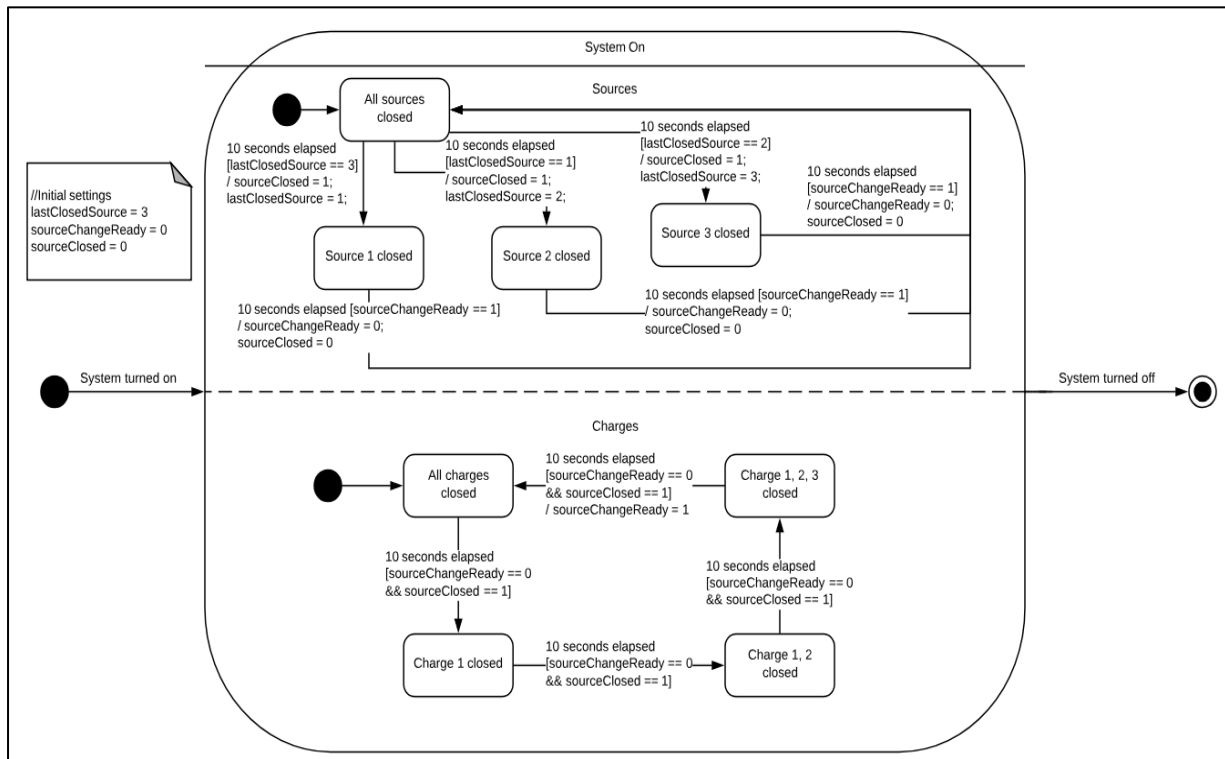 System On
Sources
All sources
closed
10 seconds elapsed
[lastClosedSource == 3]
/ sourceClosed = 1;
lastClosedSource = 1;
10 seconds elapsed
[lastClosedSource == 1]
/ sourceClosed = 1;
lastClosedSource = 2;
10 seconds elapsed
[lastClosedSource == 2]
/ sourceClosed = 1;
lastClosedSource = 3;
10 seconds elapsed
[sourceChangeReady == 1]
/ sourceChangeReady = 0;
sourceClosed = 0
//Initial settings
lastClosedSource = 3
sourceChangeReady = 0
sourceClosed = 0
Source 1 closed
Source 2 closed
Source 3 closed
10 seconds elapsed [sourceChangeReady == 1]
/ sourceChangeReady = 0;
sourceClosed = 0
10 seconds elapsed [sourceChangeReady == 1]
/ sourceChangeReady = 0;
sourceClosed = 0
System turned on
System turned off
Charges
All charges
closed
10 seconds elapsed
[sourceChangeReady == 0
&& sourceClosed == 1]
/ sourceChangeReady = 1
Charge 1, 2, 3
closed
10 seconds elapsed
[sourceChangeReady == 0
&& sourceClosed == 1]
10 seconds elapsed
[sourceChangeReady == 0
&& sourceClosed == 1]
Charge 1 closed
10 seconds elapsed
[sourceChangeReady == 0
&& sourceClosed == 1]
Charge 1, 2
closed